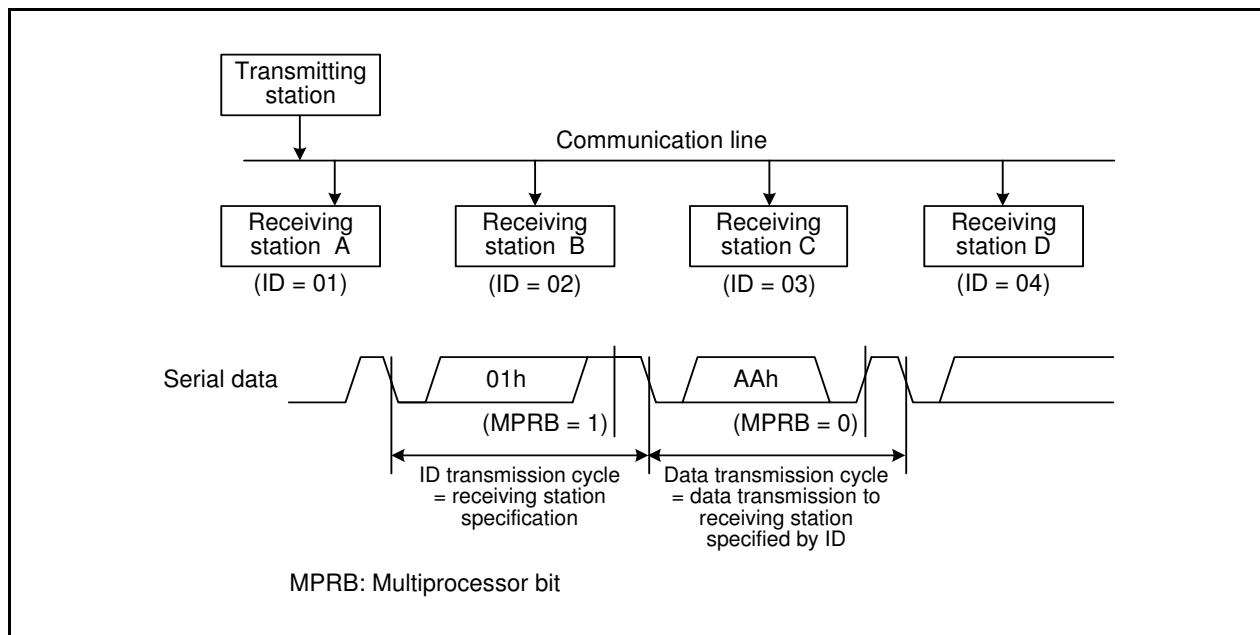 Transmitting
station
Communication line
Receiving
station A
(ID = 01)
Receiving
station B
(ID = 02)
Receiving
station C
(ID = 03)
Receiving
station D
(ID = 04)
Serial data
01h
AAh
(MPRB = 1)
(MPRB = 0)
ID transmission cycle
= receiving station
specification
Data transmission cycle
= data transmission to
receiving station
specified by ID
MPRB: Multiprocessor bit